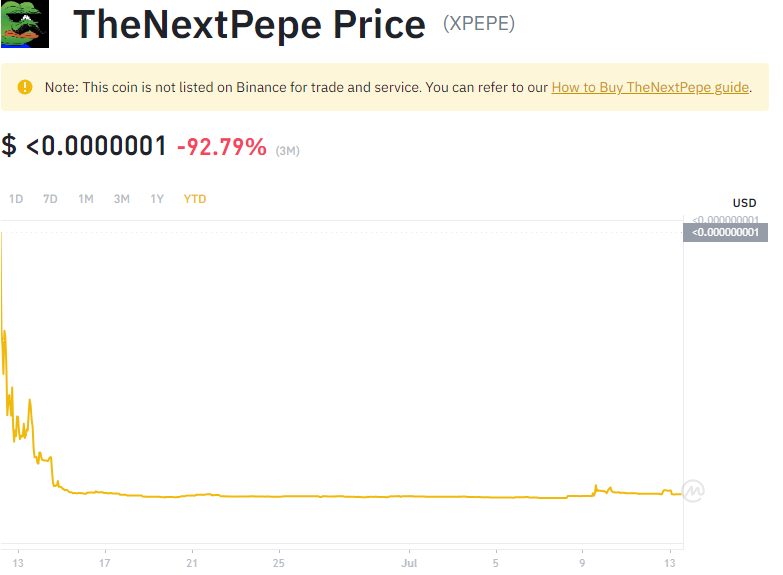 TheNextPepe Price (XPEPE)
Note: This coin is not listed on Binance for trade and service. You can refer to our How to Buy TheNextPepe guide.
$ <0.0000001 -92.79% (3M)
1D 7D 1M 3M 1Y YTD
USD
<0.000000001
<0.000000001
13 17 21 25 Jul 5 9 13